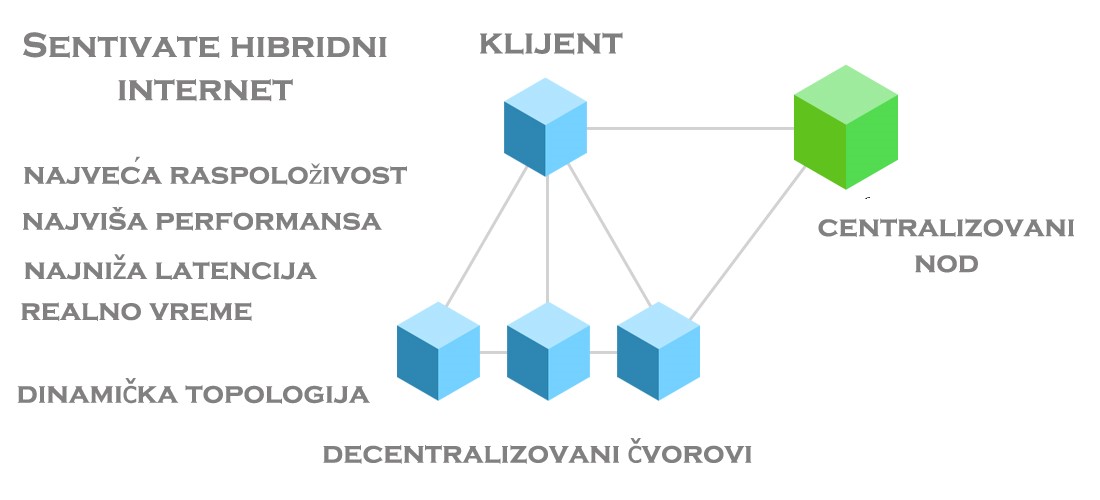 SENTIVATE HIBRIDNI
INTERNET
KLIJENT
NAJVEĆA RASPOLOŽIVOST
NAJVIŠA PERFORMANSA
NAJNIŽA LATENCIJA
REALNO VREME
DINAMIČKA TOPOLOGIJA
CENTRALIZOVANI
NOD
DECENTRALIZOVANI ČVOROVI